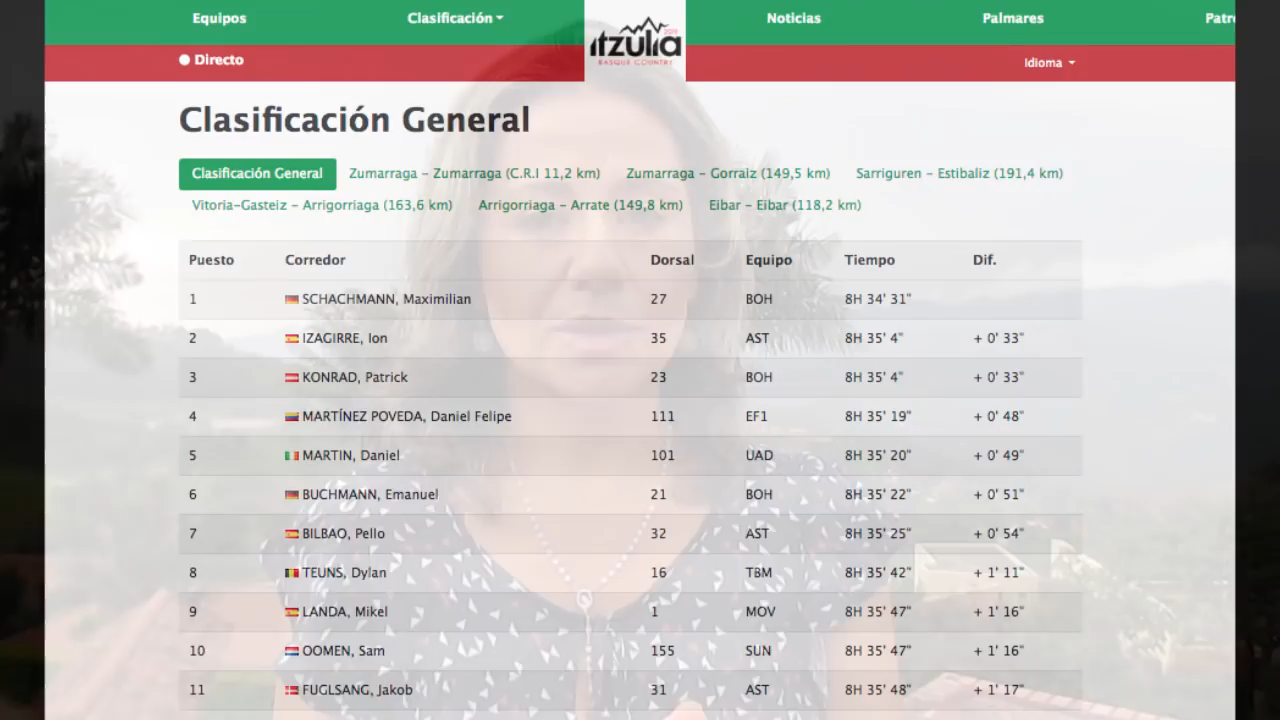 Equipos Clasificación Noticias Palmares Patro
itzulia
BASQUE COUNTRY
Directo Idioma
Clasificación General
Clasificación General Zumarraga - Zumarraga (C.R.I 11,2 km) Zumarraga - Gorraiz (149,5 km) Sarriguren - Estibaliz (191,4 km)
Vitoria-Gasteiz - Arrigorriaga (163,6 km) Arrigorriaga - Arrate (149,8 km) Eibar - Eibar (118,2 km)
Puesto Corredor Dorsal Equipo Tiempo Dif.
1 SCHACHMANN, Maximilian 27 BOH 8H 34' 31"
2 IZAGIRRE, Ion 35 AST 8H 35' 4" + 0' 33"
3 KONRAD, Patrick 23 BOH 8H 35' 4" + 0' 33"
4 MARTÍNEZ POVEDA, Daniel Felipe 111 EF1 8H 35' 19" + 0' 48"
5 MARTIN, Daniel 101 UAD 8H 35' 20" + 0' 49"
6 BUCHMANN, Emanuel 21 BOH 8H 35' 22" + 0' 51"
7 BILBAO, Pello 32 AST 8H 35' 25" + 0' 54"
8 TEUNS, Dylan 16 TBM 8H 35' 42" + 1' 11"
9 LANDA, Mikel 1 MOV 8H 35' 47" + 1' 16"
10 OOMEN, Sam 155 SUN 8H 35' 47" + 1' 16"
11 FUGLSANG, Jakob 31 AST 8H 35' 48" + 1' 17"